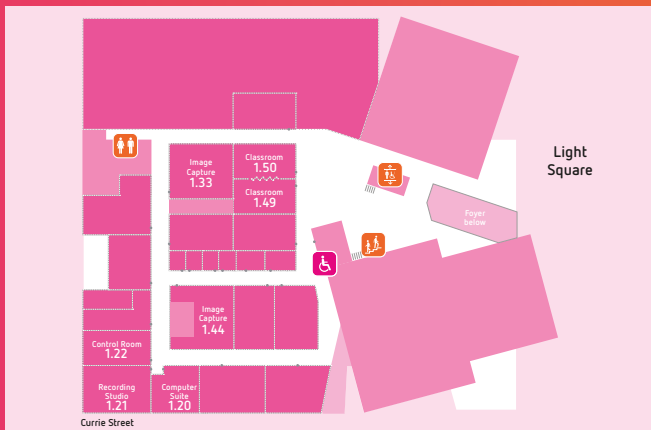 Light
Square
Image
Capture
1.33
Classroom
1.50
Classroom
1.49
Foyer
below
Image
Capture
1.44
Control Room
1.22
Recording
Studio
1.21
Computer
Suite
1.20
Currie Street